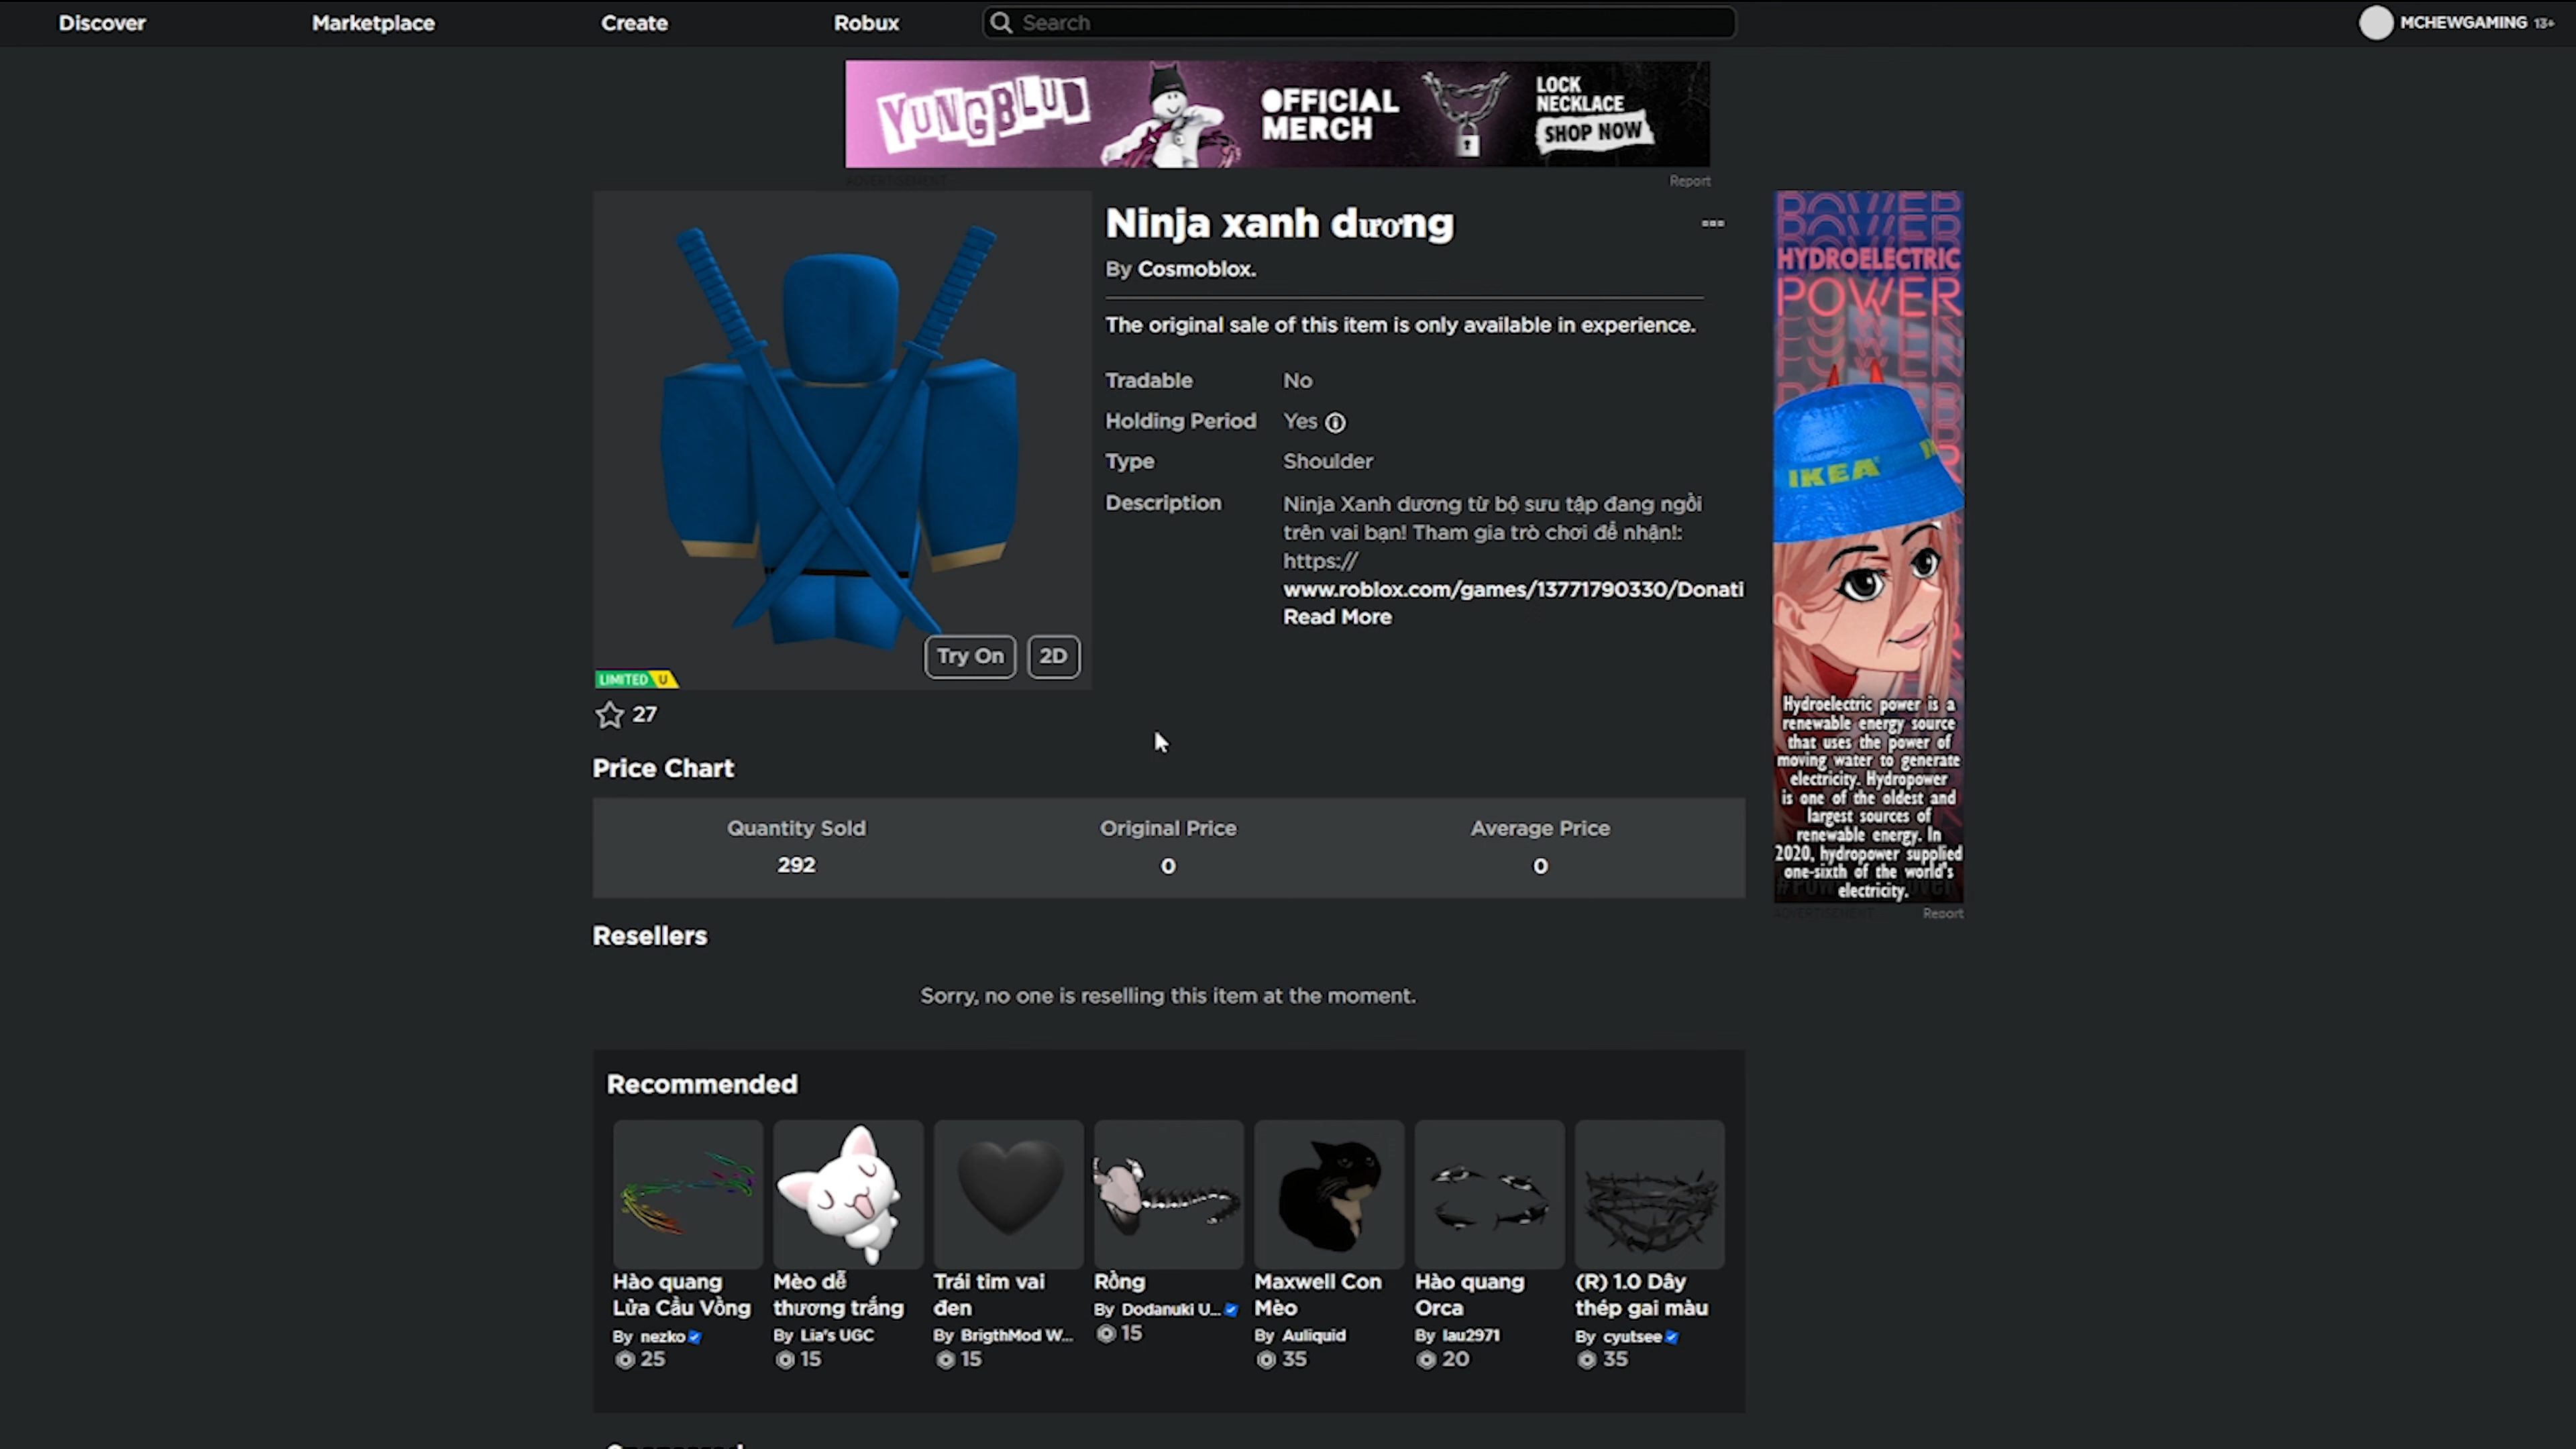 Discover Marketplace Create Robux Search MCHEWGAMING 13+
YUNGBLUD
OFFICIAL
MERCH
LOCK
NECKLACE
SHOP NOW
ADVERTISEMENT
Report
Ninja xanh dương
By Cosmoblox.
The original sale of this item is only available in experience.
Tradable No
Holding Period Yes
Type Shoulder
Description Ninja Xanh dương từ bộ sưu tập đang ngồi
trên vai bạn! Tham gia trò chơi để nhận!:
https://
www.roblox.com/games/13771790330/Donati
Read More
Try On 2D
LIMITED U
27
Price Chart
Quantity Sold Original Price Average Price
292 0 0
Resellers
Sorry, no one is reselling this item at the moment.
Recommended
Hào quang
Lửa Cầu Vồng
By nezko
25
Mèo dễ
thương trắng
By Lia's UGC
15
Trái tim vai
đen
By BrigthMod W...
15
Rồng
By Dodanuki U...
15
Maxwell Con
Mèo
By Auliquid
35
Hào quang
Orca
By lau2971
20
(R) 1.0 Dây
thép gai màu
By cyutsee
35
POWER
POWER
HYDROELECTRIC
POWER
IKEA
Hydroelectric power is a
renewable energy source
that uses the power of
moving water to generate
electricity. Hydropower
is one of the oldest and
largest sources of
renewable energy. In
2020, hydropower supplied
one-sixth of the world's
electricity.
ADVERTISEMENT
Report